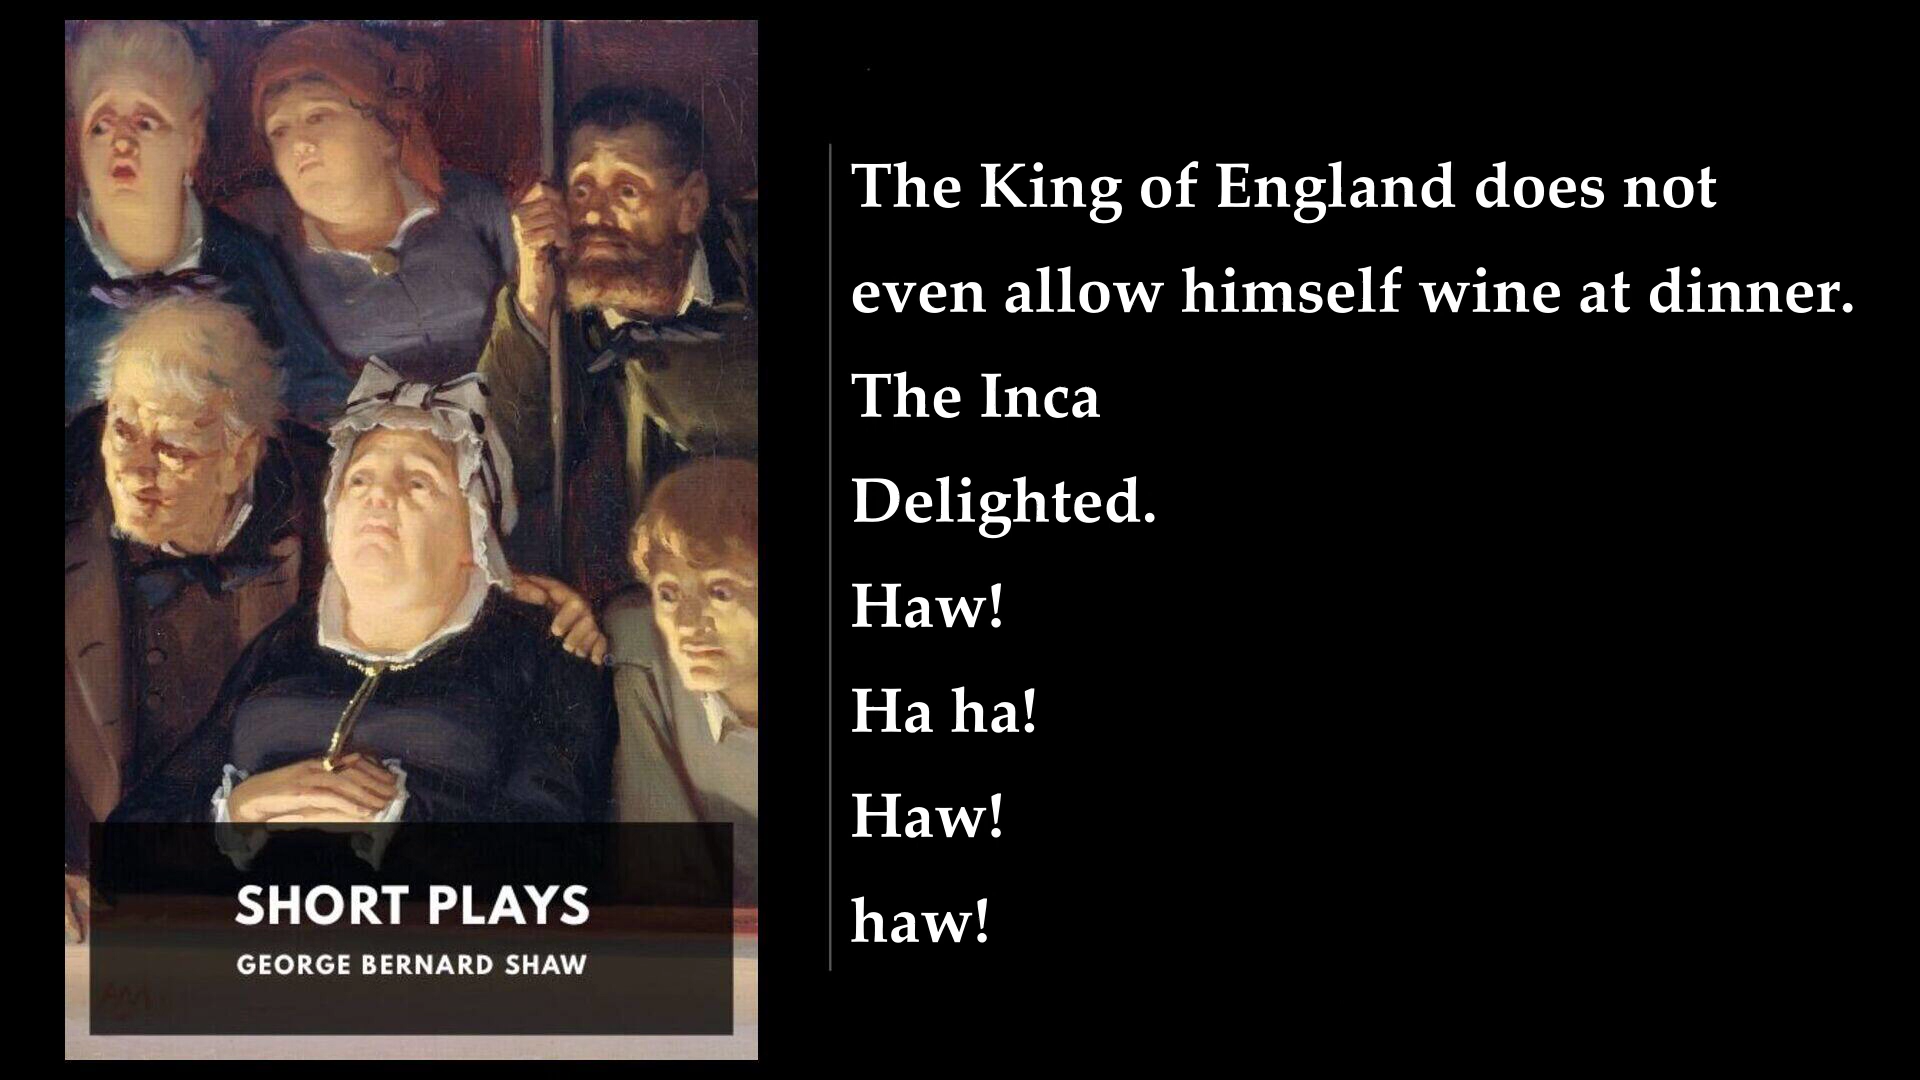 SHORT PLAYS
GEORGE BERNARD SHAW
The King of England does not
even allow himself wine at dinner.
The Inca
Delighted.
Haw!
Ha ha!
Haw!
haw!